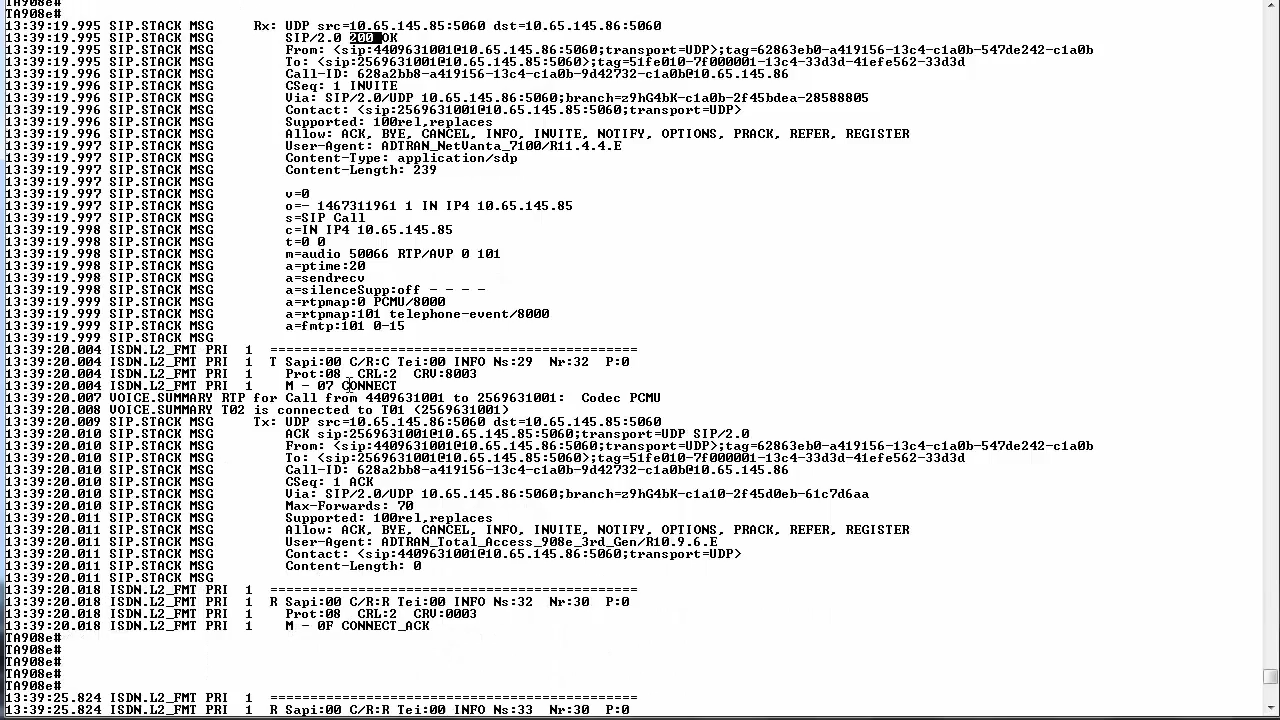 TA908e#
TA908e#
13:39:19.995 SIP.STACK MSG     Rx: UDP src=10.65.145.85:5060 dst=10.65.145.86:5060
13:39:19.995 SIP.STACK MSG         SIP/2.0 200 OK
13:39:19.995 SIP.STACK MSG         From: <sip:4409631001@10.65.145.86:5060;transport=UDP>;tag=62863eb0-a419156-13c4-c1a0b-547de242-c1a0b
13:39:19.995 SIP.STACK MSG         To: <sip:2569631001@10.65.145.85:5060>;tag=51fe010-7f000001-13c4-33d3d-41efe562-33d3d
13:39:19.996 SIP.STACK MSG         Call-ID: 628a2bb8-a419156-13c4-c1a0b-9d42732-c1a0b@10.65.145.86
13:39:19.996 SIP.STACK MSG         CSeq: 1 INVITE
13:39:19.996 SIP.STACK MSG         Via: SIP/2.0/UDP 10.65.145.86:5060;branch=z9hG4bK-c1a0b-2f45bdea-28588805
13:39:19.996 SIP.STACK MSG         Contact: <sip:2569631001@10.65.145.85:5060;transport=UDP>
13:39:19.996 SIP.STACK MSG         Supported: 100rel,replaces
13:39:19.996 SIP.STACK MSG         Allow: ACK, BYE, CANCEL, INFO, INVITE, NOTIFY, OPTIONS, PRACK, REFER, REGISTER
13:39:19.996 SIP.STACK MSG         User-Agent: ADTRAN_NetVanta_7100/R11.4.4.E
13:39:19.997 SIP.STACK MSG         Content-Type: application/sdp
13:39:19.997 SIP.STACK MSG         Content-Length: 239
13:39:19.997 SIP.STACK MSG
13:39:19.997 SIP.STACK MSG         v=0
13:39:19.997 SIP.STACK MSG         o=- 1467311961 1 IN IP4 10.65.145.85
13:39:19.997 SIP.STACK MSG         s=SIP Call
13:39:19.998 SIP.STACK MSG         c=IN IP4 10.65.145.85
13:39:19.998 SIP.STACK MSG         t=0 0
13:39:19.998 SIP.STACK MSG         m=audio 50066 RTP/AVP 0 101
13:39:19.998 SIP.STACK MSG         a=ptime:20
13:39:19.998 SIP.STACK MSG         a=sendrecv
13:39:19.998 SIP.STACK MSG         a=silenceSupp:off - - - -
13:39:19.999 SIP.STACK MSG         a=rtpmap:0 PCMU/8000
13:39:19.999 SIP.STACK MSG         a=rtpmap:101 telephone-event/8000
13:39:19.999 SIP.STACK MSG         a=fmtp:101 0-15
13:39:19.999 SIP.STACK MSG
13:39:20.004 ISDN.L2_FMT PRI  1  =============================================
13:39:20.004 ISDN.L2_FMT PRI  1  T Sapi:00 C/R:C Tei:00 INFO Ns:29  Nr:32  P:0
13:39:20.004 ISDN.L2_FMT PRI  1    Prot:08  CRL:2  CRV:8003
13:39:20.004 ISDN.L2_FMT PRI  1    M - 07 CONNECT
13:39:20.007 VOICE.SUMMARY RTP for Call from 4409631001 to 2569631001:  Codec PCMU
13:39:20.008 VOICE.SUMMARY T02 is connected to T01 (2569631001)
13:39:20.009 SIP.STACK MSG     Tx: UDP src=10.65.145.86:5060 dst=10.65.145.85:5060
13:39:20.010 SIP.STACK MSG         ACK sip:2569631001@10.65.145.85:5060;transport=UDP SIP/2.0
13:39:20.010 SIP.STACK MSG         From: <sip:4409631001@10.65.145.86:5060;transport=UDP>;tag=62863eb0-a419156-13c4-c1a0b-547de242-c1a0b
13:39:20.010 SIP.STACK MSG         To: <sip:2569631001@10.65.145.85:5060>;tag=51fe010-7f000001-13c4-33d3d-41efe562-33d3d
13:39:20.010 SIP.STACK MSG         Call-ID: 628a2bb8-a419156-13c4-c1a0b-9d42732-c1a0b@10.65.145.86
13:39:20.010 SIP.STACK MSG         CSeq: 1 ACK
13:39:20.010 SIP.STACK MSG         Via: SIP/2.0/UDP 10.65.145.86:5060;branch=z9hG4bK-c1a10-2f45d0eb-61c7d6aa
13:39:20.010 SIP.STACK MSG         Max-Forwards: 70
13:39:20.011 SIP.STACK MSG         Supported: 100rel,replaces
13:39:20.011 SIP.STACK MSG         Allow: ACK, BYE, CANCEL, INFO, INVITE, NOTIFY, OPTIONS, PRACK, REFER, REGISTER
13:39:20.011 SIP.STACK MSG         User-Agent: ADTRAN_Total_Access_908e_3rd_Gen/R10.9.6.E
13:39:20.011 SIP.STACK MSG         Contact: <sip:4409631001@10.65.145.86:5060;transport=UDP>
13:39:20.011 SIP.STACK MSG         Content-Length: 0
13:39:20.011 SIP.STACK MSG
13:39:20.018 ISDN.L2_FMT PRI  1  =============================================
13:39:20.018 ISDN.L2_FMT PRI  1  R Sapi:00 C/R:R Tei:00 INFO Ns:32  Nr:30  P:0
13:39:20.018 ISDN.L2_FMT PRI  1    Prot:08  CRL:2  CRV:0003
13:39:20.018 ISDN.L2_FMT PRI  1    M - 0F CONNECT_ACK
TA908e#
TA908e#
TA908e#
TA908e#
TA908e#
13:39:25.824 ISDN.L2_FMT PRI  1  =============================================
13:39:25.824 ISDN.L2_FMT PRI  1  R Sapi:00 C/R:R Tei:00 INFO Ns:33  Nr:30  P:0